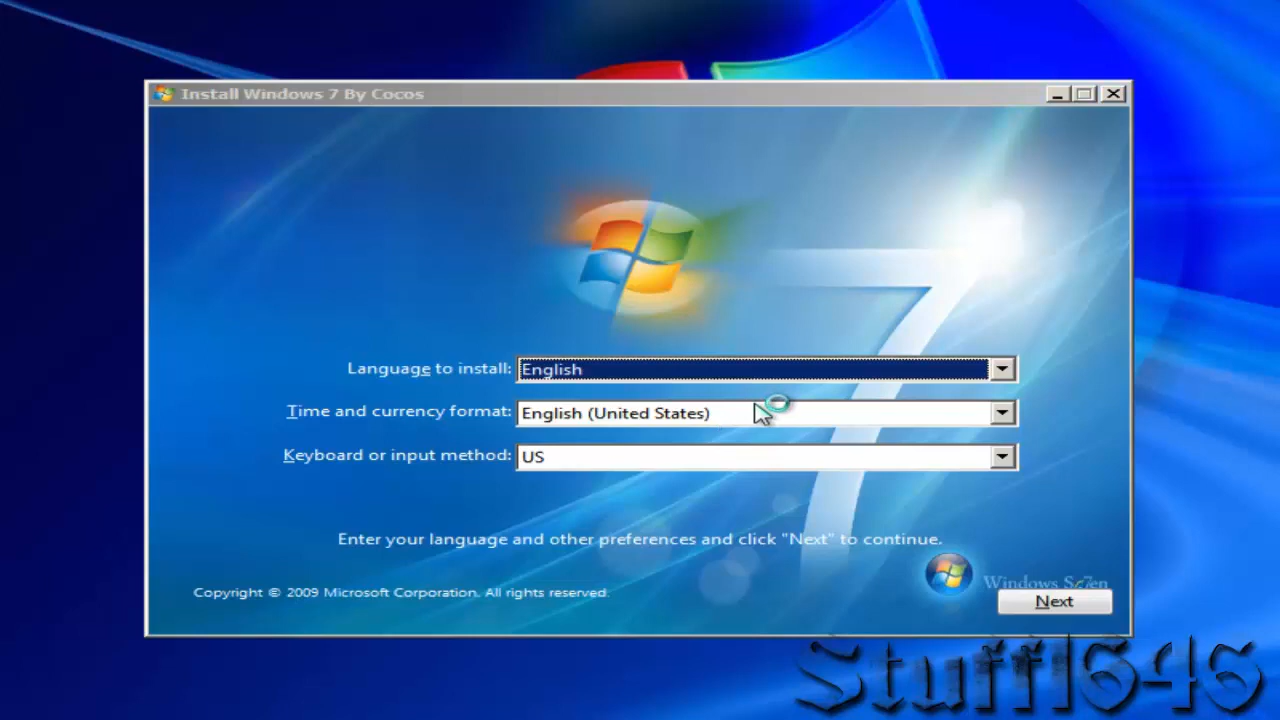 Install Windows 7 By Cocos
Language to install: English
Time and currency format: English (United States)
Keyboard or input method: US
Enter your language and other preferences and click "Next" to continue.
Copyright © 2009 Microsoft Corporation. All rights reserved.
Windows Se7en
Next
Stuff1646